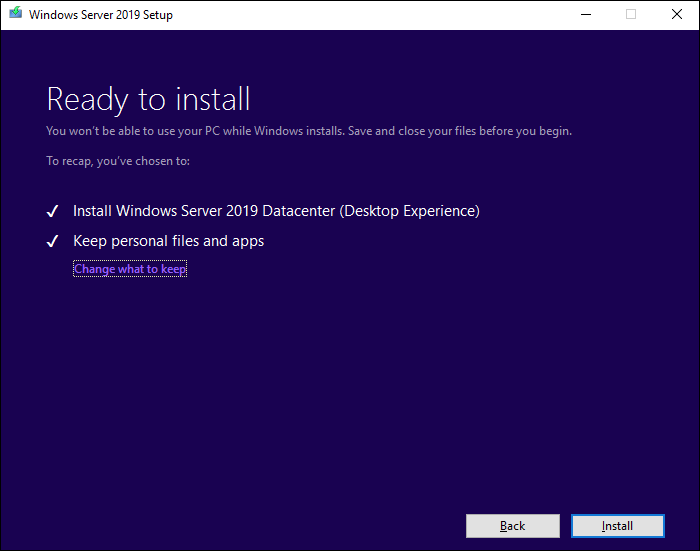 Windows Server 2019 Setup
Ready to install
You won't be able to use your PC while Windows installs. Save and close your files before you begin.
To recap, you've chosen to:
✓ Install Windows Server 2019 Datacenter (Desktop Experience)
✓ Keep personal files and apps
Change what to keep
Back
Install